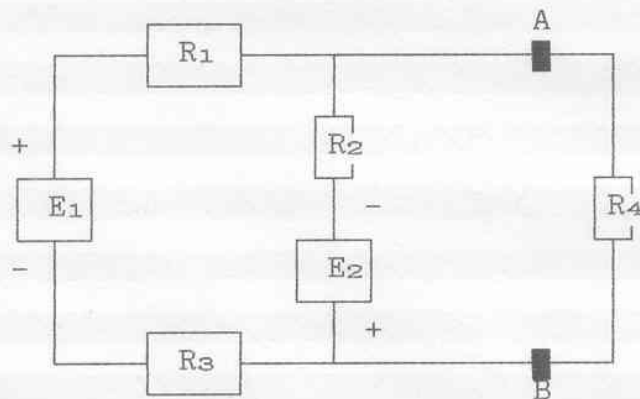 A
R₁
+
R₂
E₁
-
R₄
-
E₂
+
R₃
B